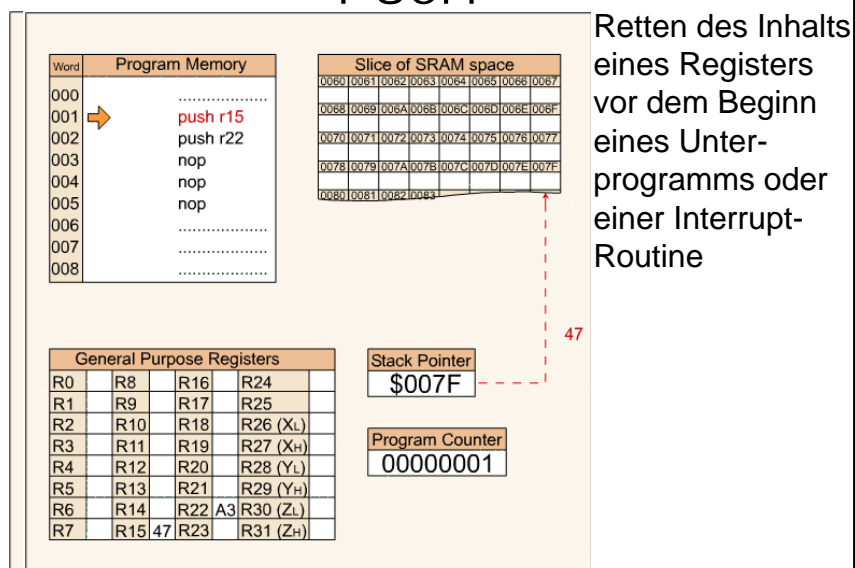 Retten des Inhalts
eines Registers
vor dem Beginn
eines Unter-
programms oder
einer Interrupt-
Routine
Word Program Memory
000 ...................
001 push r15
002 push r22
003 nop
004 nop
005 nop
006 ...................
007 ...................
008 ...................
Slice of SRAM space
0060 0061 0062 0063 0064 0065 0066 0067
0068 0069 006A 006B 006C 006D 006E 006F
0070 0071 0072 0073 0074 0075 0076 0077
0078 0079 007A 007B 007C 007D 007E 007F
0080 0081 0082 0083
47
General Purpose Registers
R0 R8 R16 R24
R1 R9 R17 R25
R2 R10 R18 R26 (XL)
R3 R11 R19 R27 (XH)
R4 R12 R20 R28 (YL)
R5 R13 R21 R29 (YH)
R6 R14 R22 A3 R30 (ZL)
R7 R15 47 R23 R31 (ZH)
Stack Pointer
$007F
Program Counter
00000001